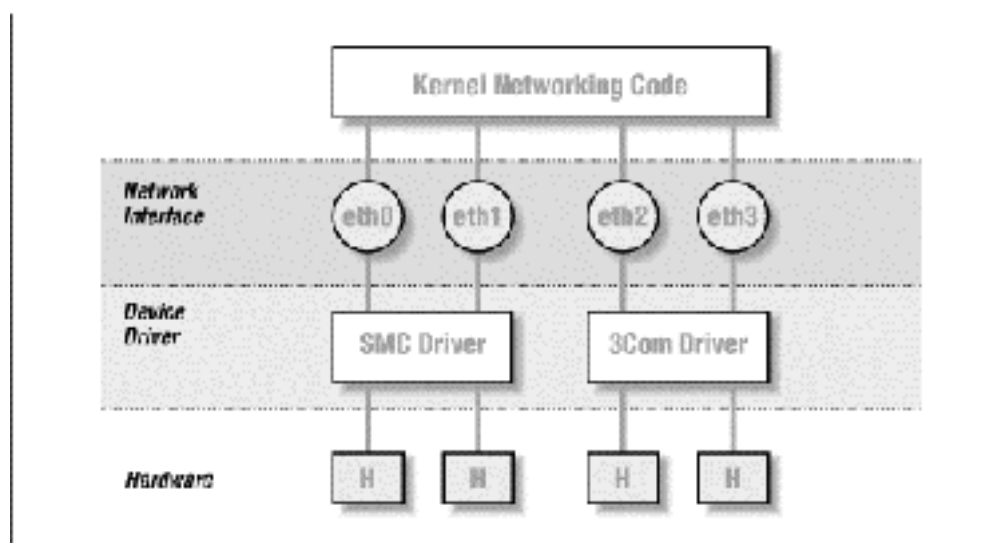 Kernel Networking Code
Network
Interface
eth0 eth1 eth2 eth3
Device
Driver
SMC Driver 3Com Driver
Hardware
H H H H